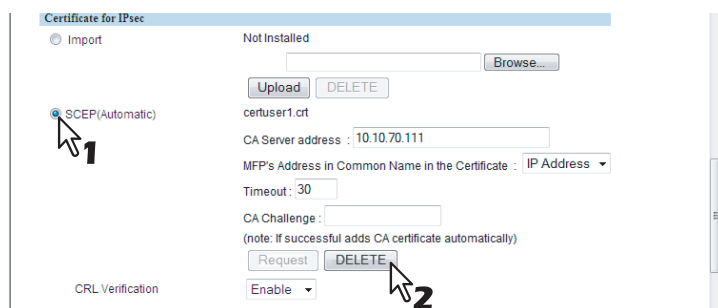 Certificate for IPsec
Import Not Installed
Browse...
Upload DELETE
SCEP(Automatic) certuser1.crt
1
CA Server address : 10.10.70.111
MFP's Address in Common Name in the Certificate : IP Address
Timeout : 30
CA Challenge :
(note: If successful adds CA certificate automatically)
Request DELETE
2
CRL Verification Enable